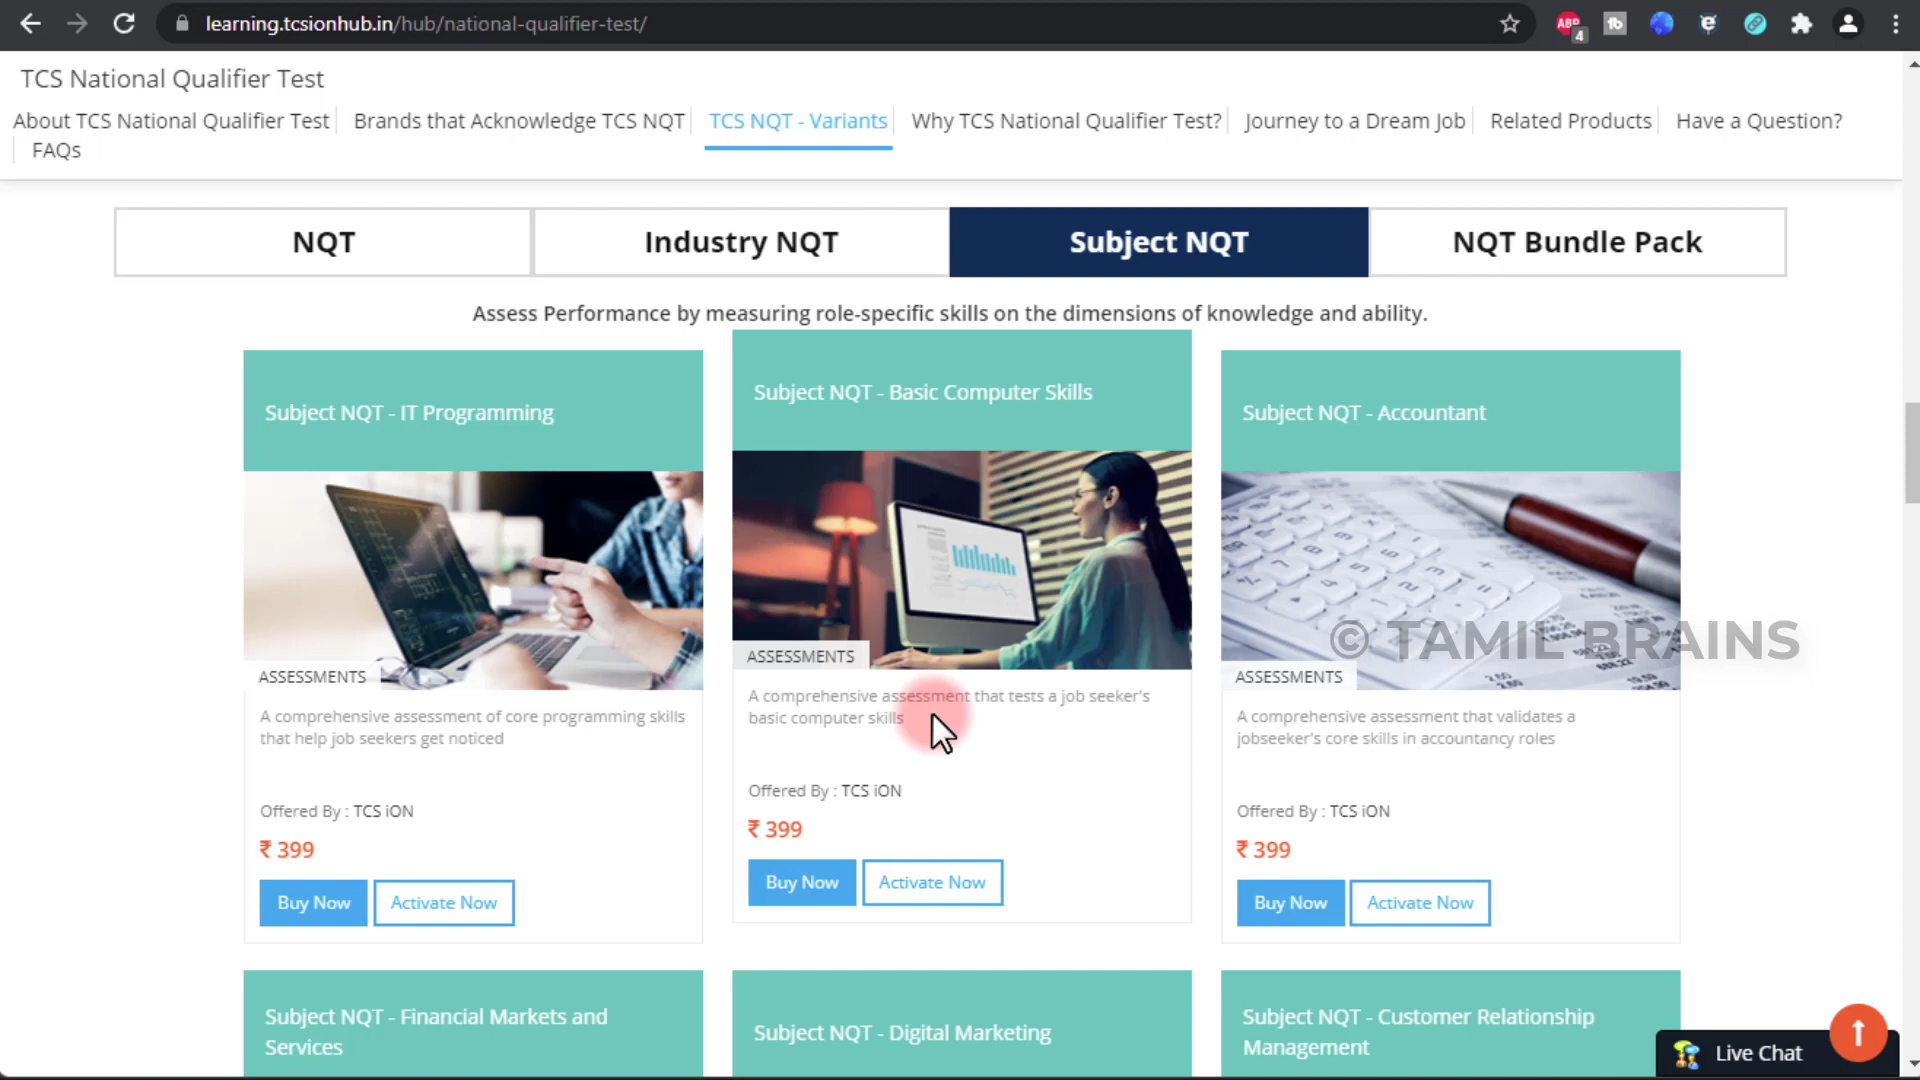 learning.tcsionhub.in/hub/national-qualifier-test/
ABP
4
tb
TCS National Qualifier Test
About TCS National Qualifier Test
Brands that Acknowledge TCS NQT
TCS NQT - Variants
Why TCS National Qualifier Test?
Journey to a Dream Job
Related Products
Have a Question?
FAQs
NQT
Industry NQT
Subject NQT
NQT Bundle Pack
Assess Performance by measuring role-specific skills on the dimensions of knowledge and ability.
Subject NQT - IT Programming
ASSESSMENTS
A comprehensive assessment of core programming skills
that help job seekers get noticed
Offered By : TCS iON
₹ 399
Buy Now
Activate Now
Subject NQT - Basic Computer Skills
ASSESSMENTS
A comprehensive assessment that tests a job seeker's
basic computer skills
Offered By : TCS iON
₹ 399
Buy Now
Activate Now
Subject NQT - Accountant
© TAMIL BRAINS
ASSESSMENTS
A comprehensive assessment that validates a
jobseeker's core skills in accountancy roles
Offered By : TCS iON
₹ 399
Buy Now
Activate Now
Subject NQT - Financial Markets and
Services
Subject NQT - Digital Marketing
Subject NQT - Customer Relationship
Management
Live Chat